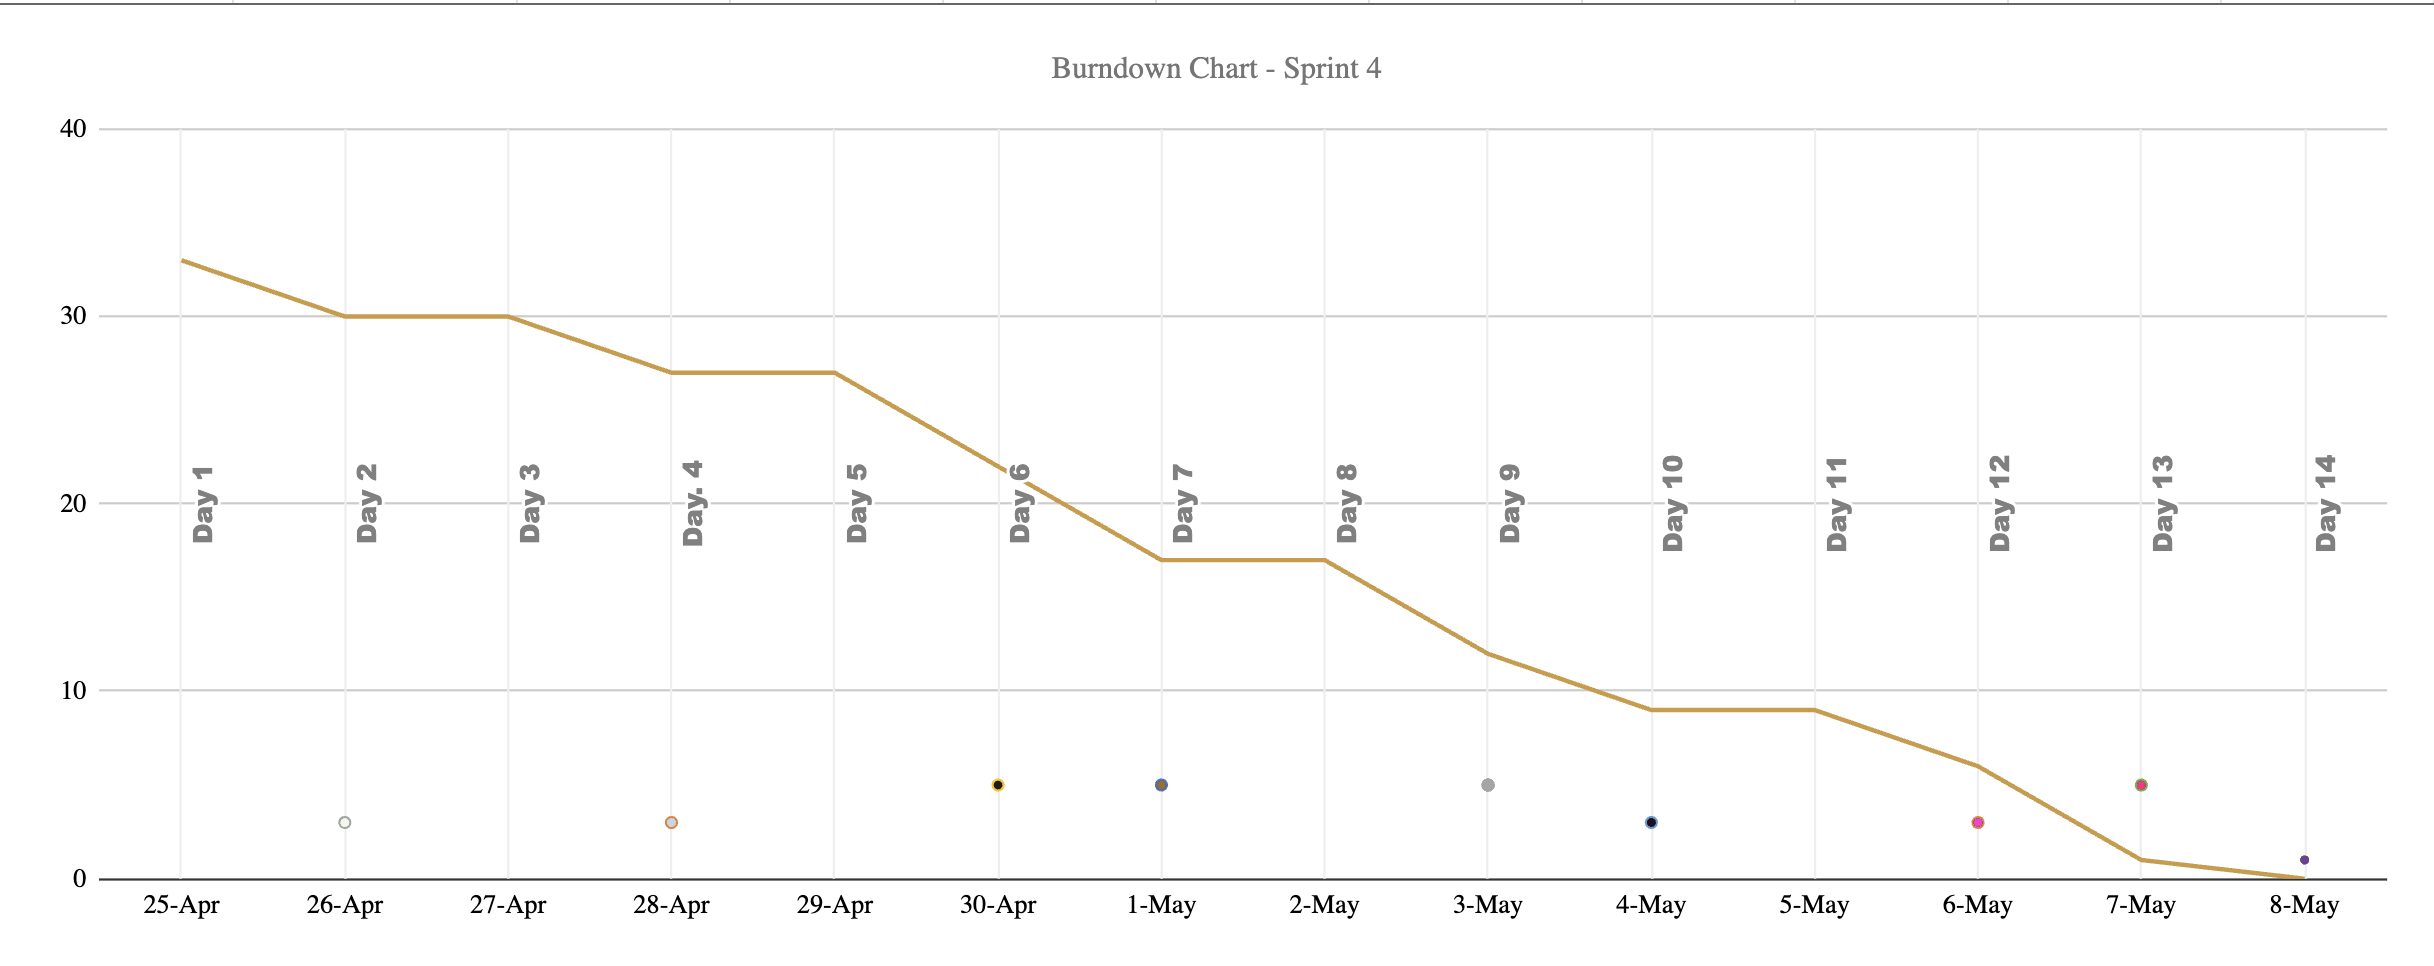 Burndown Chart - Sprint 4
40
30
20
10
0
Day 1
Day 2
Day 3
Day. 4
Day 5
Day 6
Day 7
Day 8
Day 9
Day 10
Day 11
Day 12
Day 13
Day 14
25-Apr
26-Apr
27-Apr
28-Apr
29-Apr
30-Apr
1-May
2-May
3-May
4-May
5-May
6-May
7-May
8-May